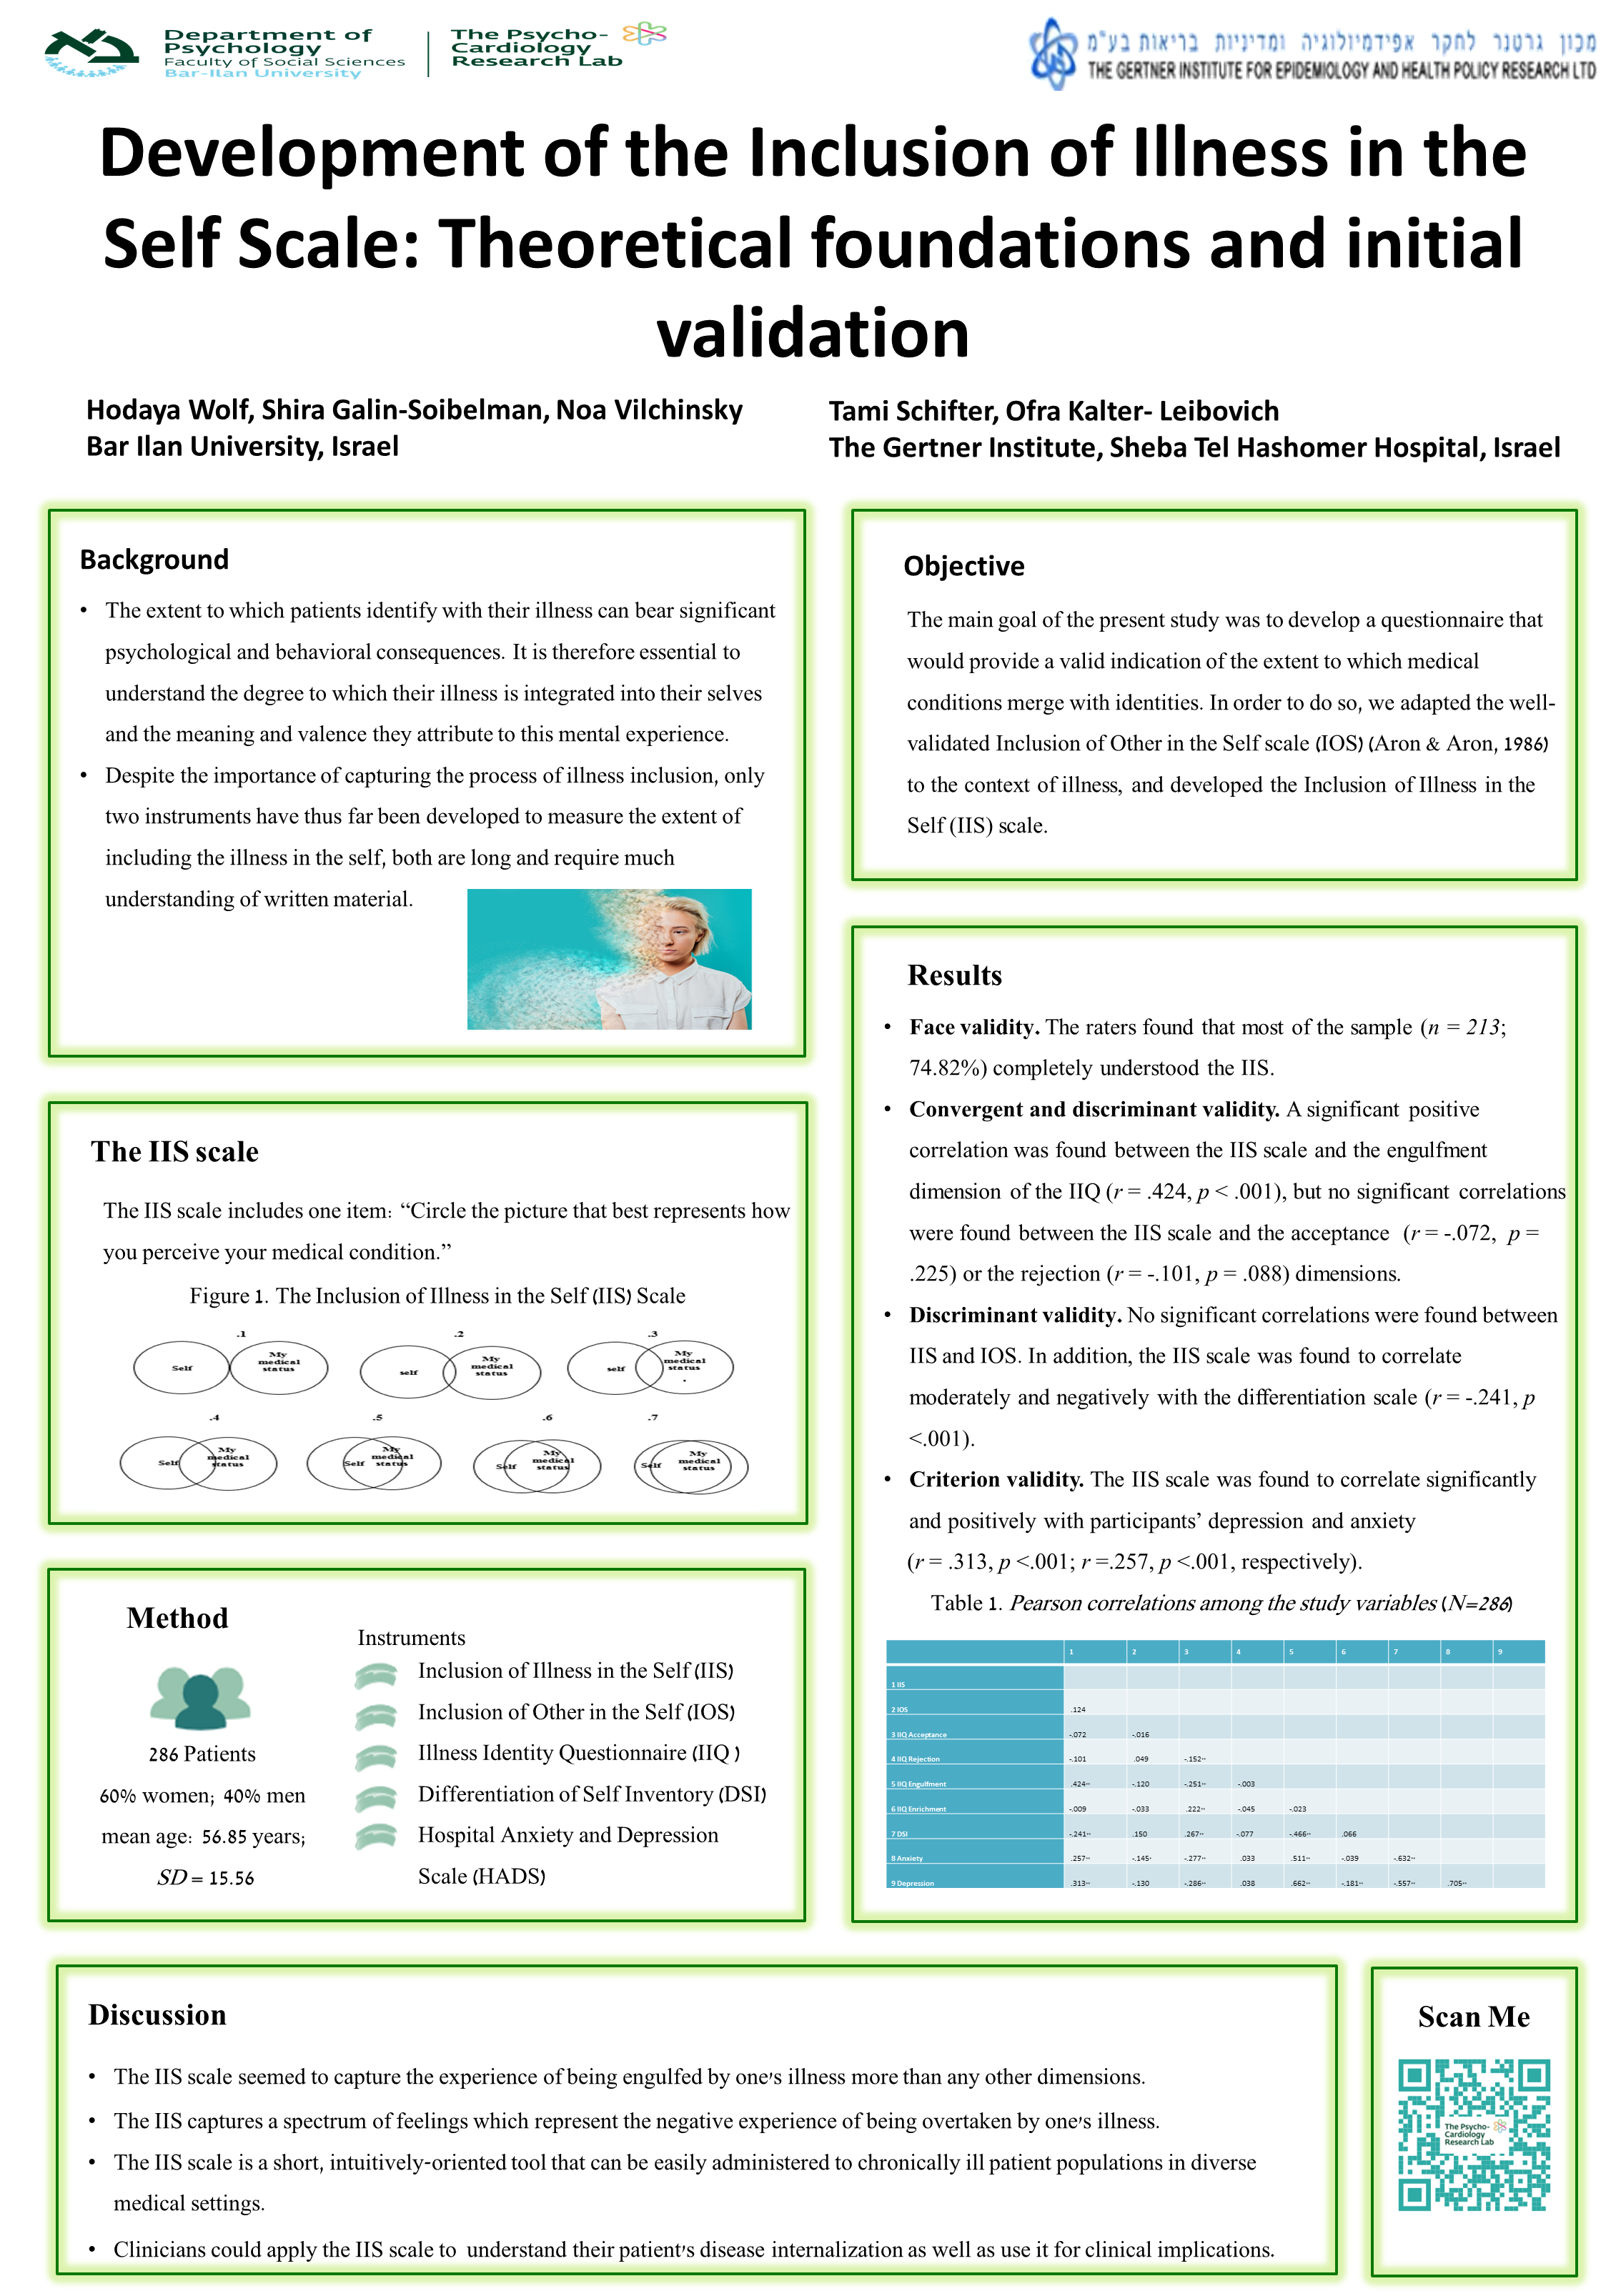 Department of
Psychology
Faculty of Social Sciences
Bar-Ilan University
The Psycho-
Cardiology
Research Lab
מכון גרטנר לחקר אפידמיולוגיה ומדיניות בריאות בע"מ
THE GERTNER INSTITUTE FOR EPIDEMIOLOGY AND HEALTH POLICY RESEARCH LTD
Development of the Inclusion of Illness in the
Self Scale: Theoretical foundations and initial
validation
Hodaya Wolf, Shira Galin-Soibelman, Noa Vilchinsky
Bar Ilan University, Israel
Tami Schifter, Ofra Kalter- Leibovich
The Gertner Institute, Sheba Tel Hashomer Hospital, Israel
Background
• The extent to which patients identify with their illness can bear significant
psychological and behavioral consequences. It is therefore essential to
understand the degree to which their illness is integrated into their selves
and the meaning and valence they attribute to this mental experience.
• Despite the importance of capturing the process of illness inclusion, only
two instruments have thus far been developed to measure the extent of
including the illness in the self, both are long and require much
understanding of written material.
Objective
The main goal of the present study was to develop a questionnaire that
would provide a valid indication of the extent to which medical
conditions merge with identities. In order to do so, we adapted the well-
validated Inclusion of Other in the Self scale (IOS) (Aron & Aron, 1986)
to the context of illness, and developed the Inclusion of Illness in the
Self (IIS) scale.
The IIS scale
The IIS scale includes one item: “Circle the picture that best represents how
you perceive your medical condition.”
Figure 1. The Inclusion of Illness in the Self (IIS) Scale
.1 .2 .3
Self My medical status
self My medical status
self My medical status .
.4 .5 .6 .7
Self My medical status
Self My medical status
Self My medical status
Self My medical status
Method
286 Patients
60% women; 40% men
mean age: 56.85 years;
SD = 15.56
Instruments
Inclusion of Illness in the Self (IIS)
Inclusion of Other in the Self (IOS)
Illness Identity Questionnaire (IIQ )
Differentiation of Self Inventory (DSI)
Hospital Anxiety and Depression
Scale (HADS)
Results
• Face validity. The raters found that most of the sample (n = 213;
74.82%) completely understood the IIS.
• Convergent and discriminant validity. A significant positive
correlation was found between the IIS scale and the engulfment
dimension of the IIQ (r = .424, p < .001), but no significant correlations
were found between the IIS scale and the acceptance (r = -.072, p =
.225) or the rejection (r = -.101, p = .088) dimensions.
• Discriminant validity. No significant correlations were found between
IIS and IOS. In addition, the IIS scale was found to correlate
moderately and negatively with the differentiation scale (r = -.241, p
<.001).
• Criterion validity. The IIS scale was found to correlate significantly
and positively with participants’ depression and anxiety
(r = .313, p <.001; r =.257, p <.001, respectively).
Table 1. Pearson correlations among the study variables (N=286)
1 2 3 4 5 6 7 8 9
1 IIS
2 IOS .124
3 IIQ Acceptance -.072 -.016
4 IIQ Rejection -.101 .049 -.152**
5 IIQ Engulfment .424** -.120 -.251** -.003
6 IIQ Enrichment -.009 -.033 .222** -.045 -.023
7 DSI -.241** .150 .267** -.077 -.466** .066
8 Anxiety .257** -.145* -.277** .033 .511** -.039 -.632**
9 Depression .313** -.130 -.286** .038 .662** -.181** -.557** .705**
Discussion
• The IIS scale seemed to capture the experience of being engulfed by one's illness more than any other dimensions.
• The IIS captures a spectrum of feelings which represent the negative experience of being overtaken by one's illness.
• The IIS scale is a short, intuitively-oriented tool that can be easily administered to chronically ill patient populations in diverse
medical settings.
• Clinicians could apply the IIS scale to understand their patient's disease internalization as well as use it for clinical implications.
Scan Me
The Psycho-
Cardiology
Research Lab